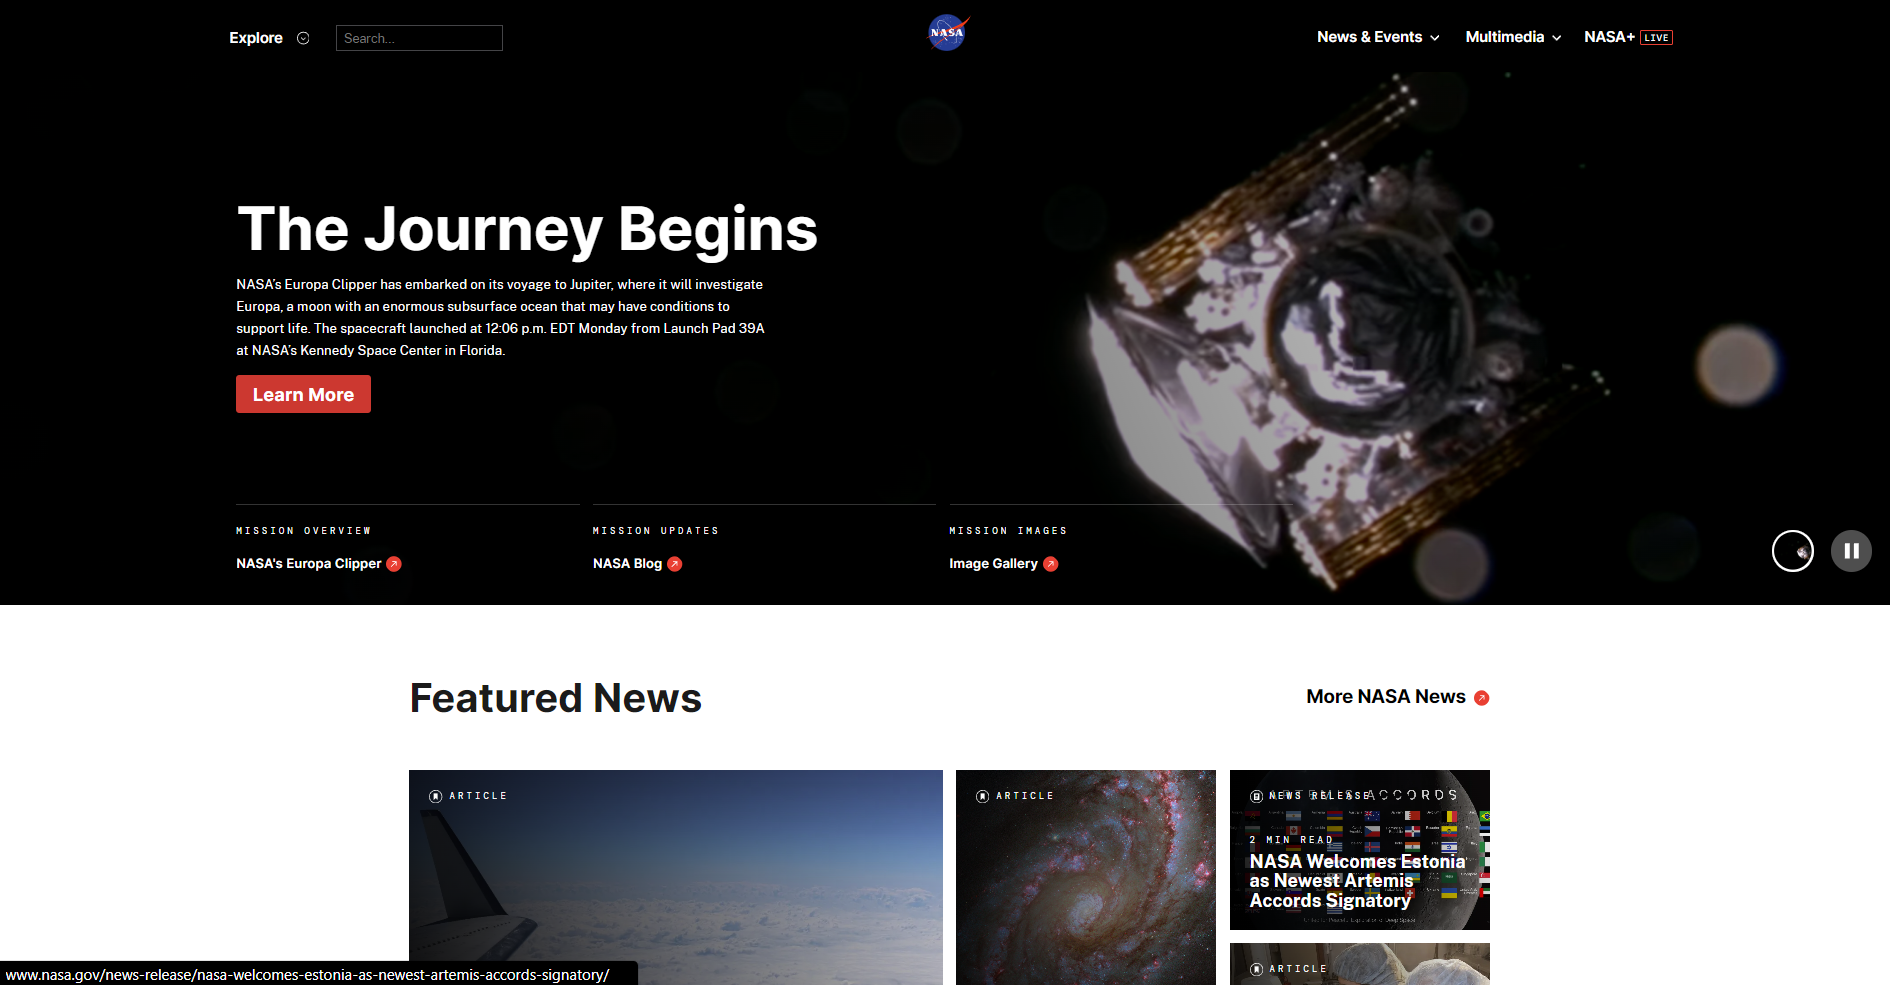 Explore
Search...
NASA
News & Events
Multimedia
NASA+ LIVE
The Journey Begins
NASA's Europa Clipper has embarked on its voyage to Jupiter, where it will investigate
Europa, a moon with an enormous subsurface ocean that may have conditions to
support life. The spacecraft launched at 12:06 p.m. EDT Monday from Launch Pad 39A
at NASA's Kennedy Space Center in Florida.
Learn More
MISSION OVERVIEW
NASA's Europa Clipper
MISSION UPDATES
NASA Blog
MISSION IMAGES
Image Gallery
Featured News
More NASA News
ARTICLE
ARTICLE
NEWS RELEASE
ACCORDS
2 MIN READ
NASA Welcomes Estonia
as Newest Artemis
Accords Signatory
ARTICLE
www.nasa.gov/news-release/nasa-welcomes-estonia-as-newest-artemis-accords-signatory/